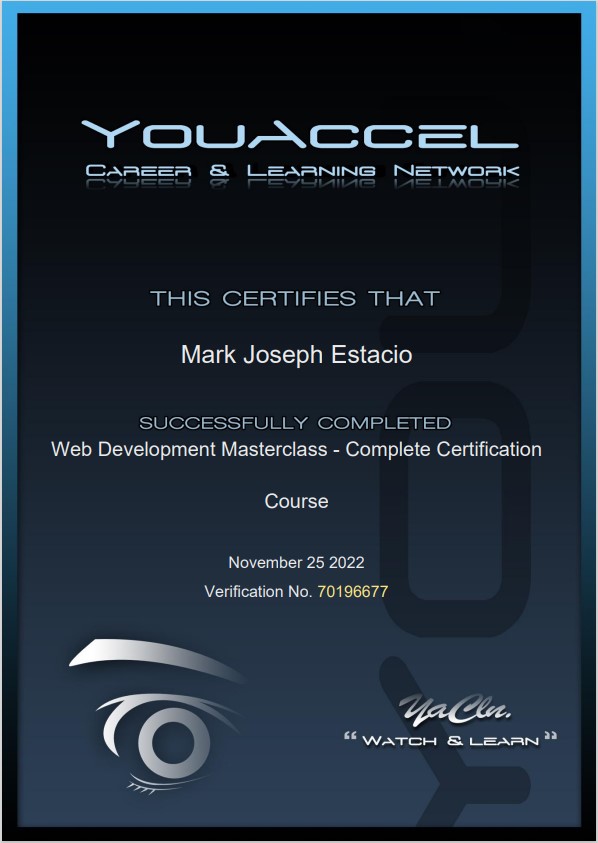 YOUACCEL
CAREER & LEARNING NETWORK
THIS CERTIFIES THAT
Mark Joseph Estacio
SUCCESSFULLY COMPLETED
Web Development Masterclass - Complete Certification
Course
November 25 2022
Verification No. 70196677
YaCln.
“ WATCH & LEARN ”